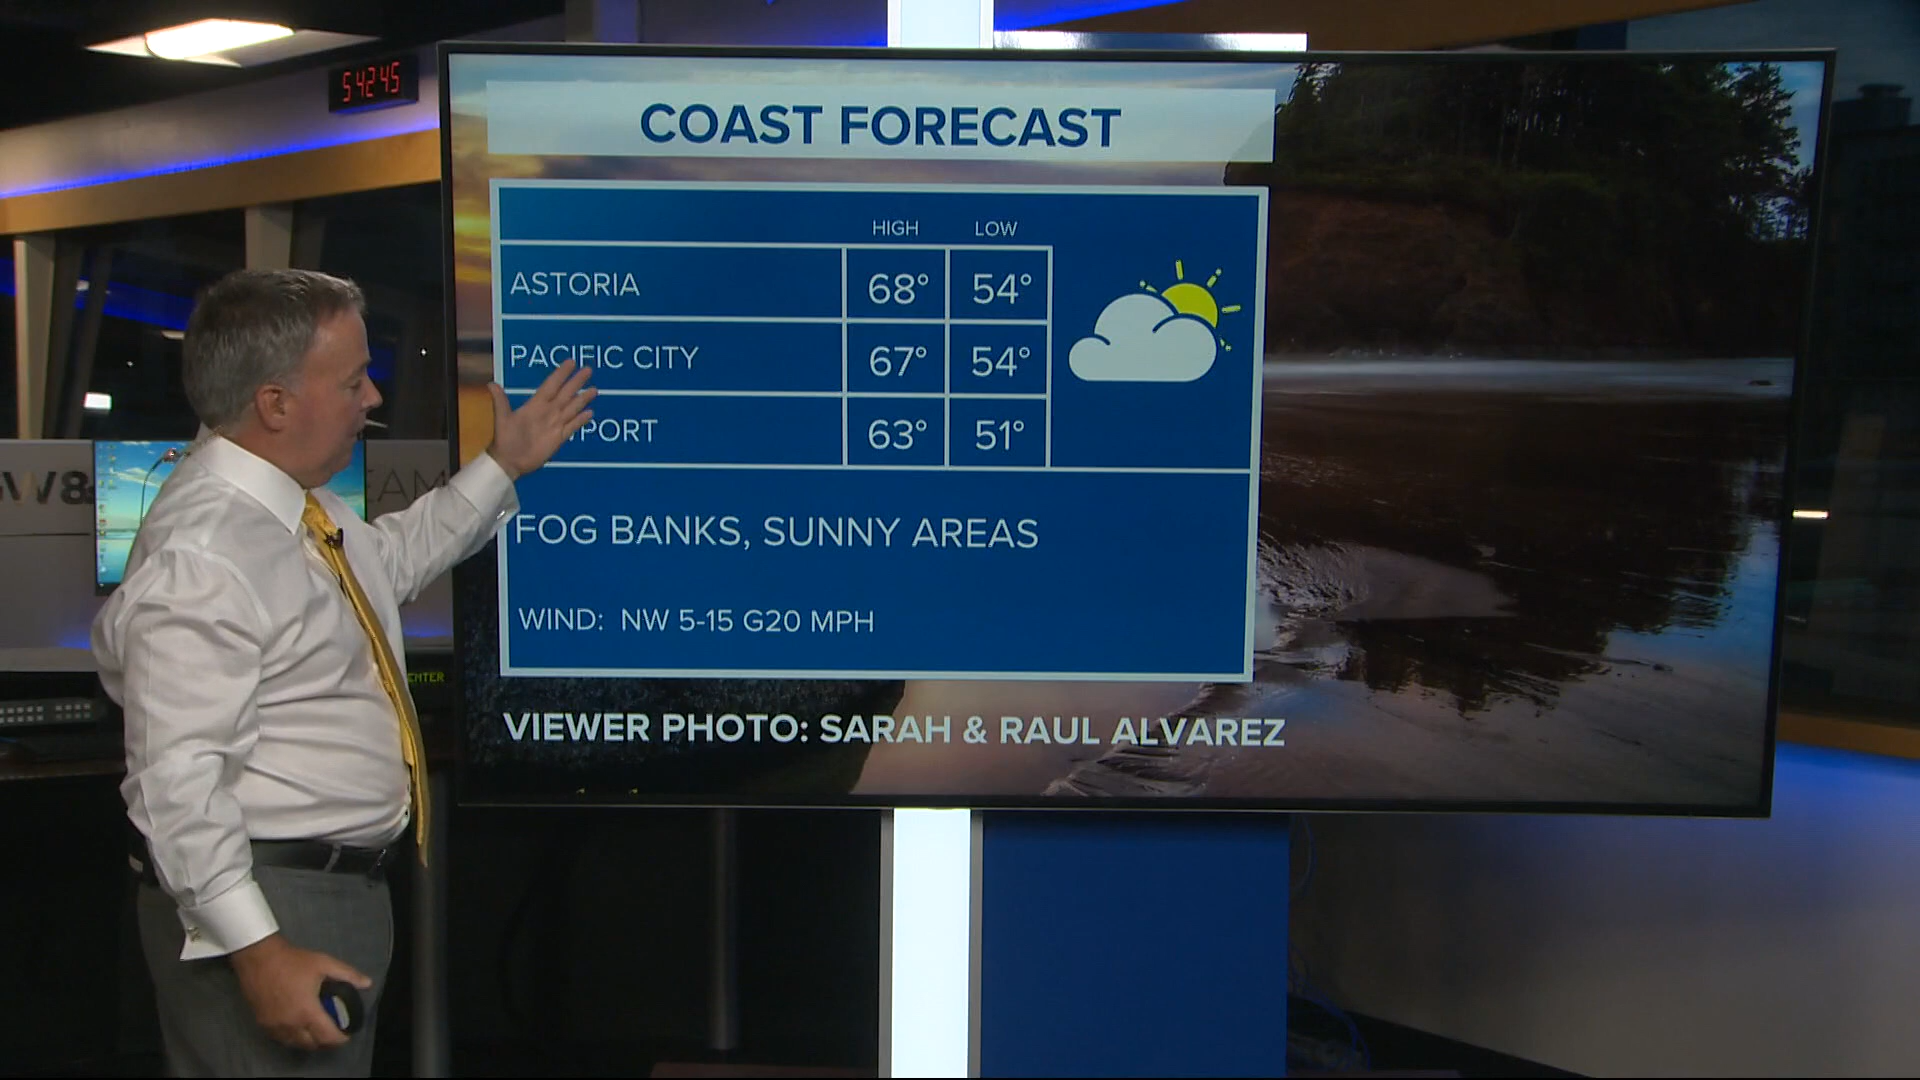 54245
COAST FORECAST
HIGH LOW
ASTORIA 68° 54°
PACIFIC CITY 67° 54°
PORT 63° 51°
FOG BANKS, SUNNY AREAS
WIND: NW 5-15 G20 MPH
VIEWER PHOTO: SARAH & RAUL ALVAREZ